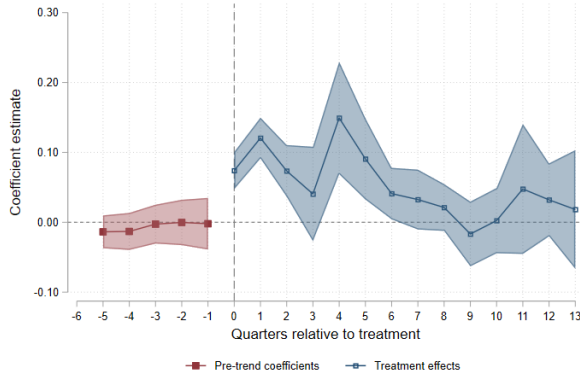 0.30
0.20
0.10
0.00
-0.10
Coefficient estimate
-6 -5 -4 -3 -2 -1 0 1 2 3 4 5 6 7 8 9 10 11 12 13
Quarters relative to treatment
Pre-trend coefficients Treatment effects